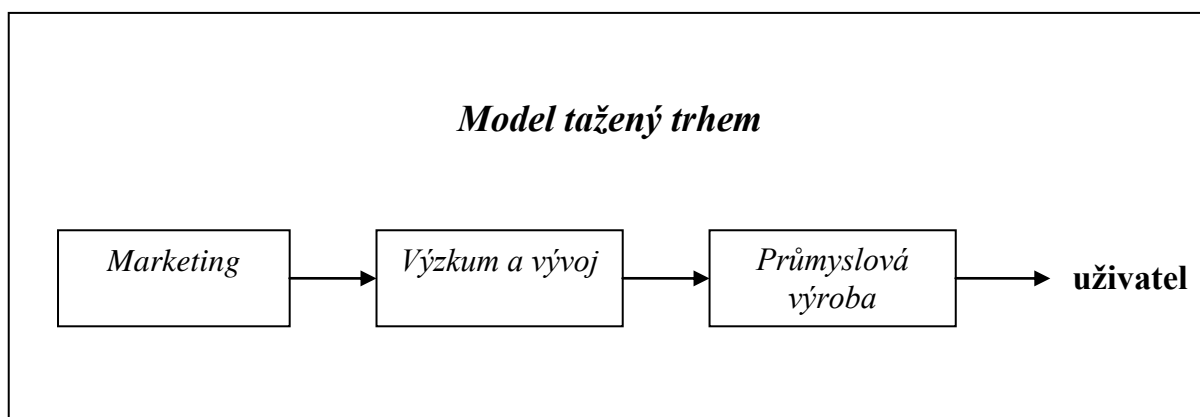 Model tažený trhem
Marketing
Výzkum a vývoj
Průmyslová
výroba
uživatel